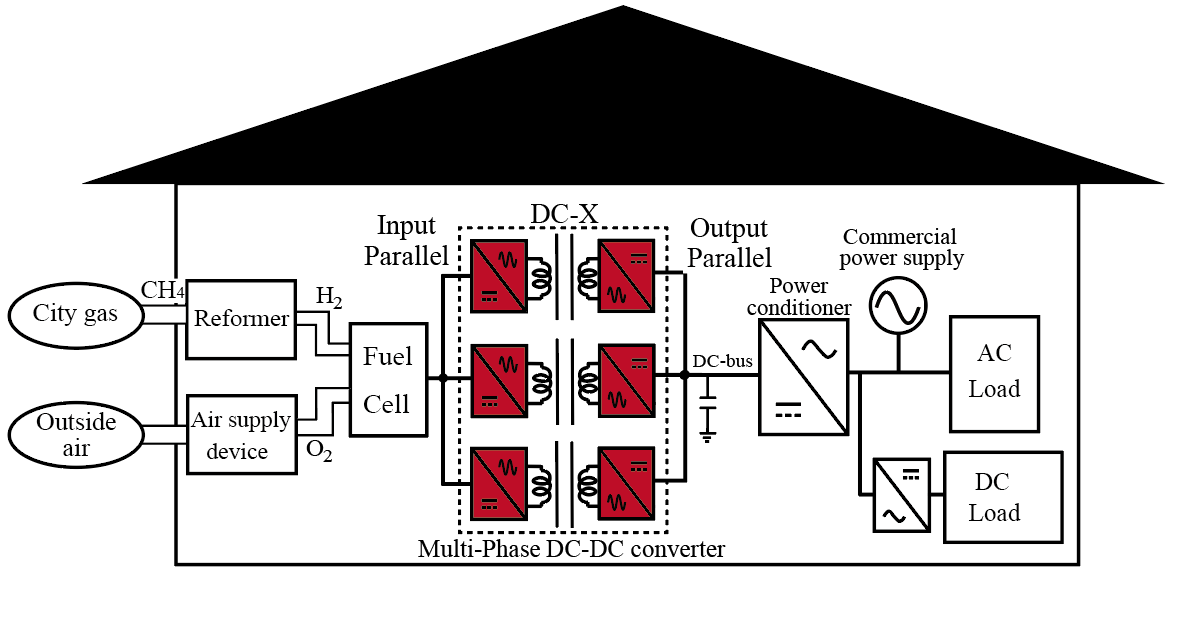 DC-X
Input
Parallel
Output
Parallel
Commercial
power supply
CH4
City gas
Reformer
H2
Power
conditioner
Fuel
Cell
DC-bus
AC
Load
Outside
air
Air supply
device
O2
DC
Load
Multi-Phase DC-DC converter